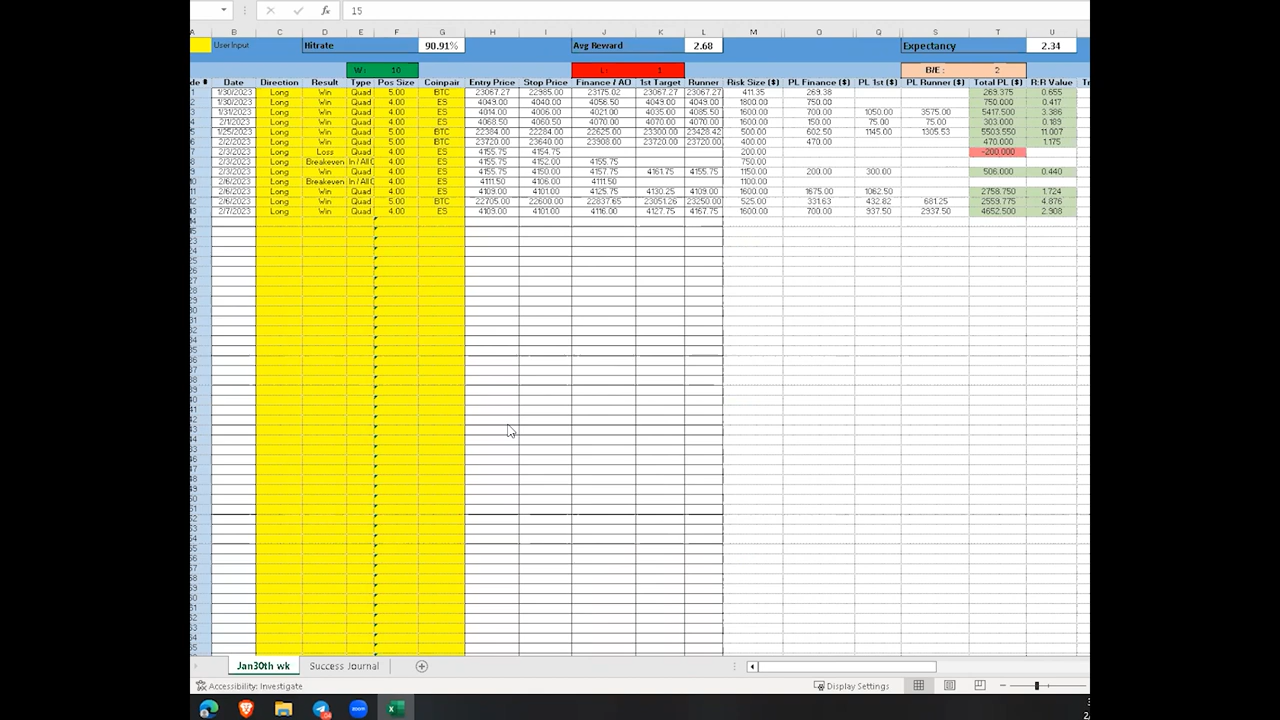 15
A B C D E F G H I J K L M O Q S T U
User Input Hitrate 90.91% Avg Reward 2.68 Expectancy 2.34
W: 10 L: 1 B/E: 2
Date Direction Result Type Pos Size Coinpair Entry Price Stop Price Finance / AO 1st Target Runner Risk Size ($) PL Finance ($) PL 1st ($) PL Runner ($) Total PL ($) R:R Value
1 1/30/2023 Long Win Quad 5.00 BTC 23067.27 22985.00 23175.02 23067.27 23067.27 411.35 269.38 269.375 0.655
2 1/30/2023 Long Win Quad 4.00 ES 4049.00 4040.00 4056.50 4049.00 4049.00 1800.00 750.00 750.000 0.417
3 1/31/2023 Long Win Quad 4.00 ES 4014.00 4006.00 4021.00 4035.00 4085.50 1600.00 700.00 1050.00 3575.00 5417.500 3.386
4 2/1/2023 Long Win Quad 4.00 ES 4068.50 4060.50 4070.00 4070.00 4070.00 1600.00 150.00 75.00 75.00 303.000 0.189
5 1/25/2023 Long Win Quad 5.00 BTC 22384.00 22284.00 22625.00 23300.00 23428.42 500.00 602.50 1145.00 1305.53 5503.550 11.007
6 2/2/2023 Long Win Quad 5.00 BTC 23720.00 23640.00 23908.00 23720.00 23720.00 400.00 470.00 470.000 1.175
7 2/3/2023 Long Loss Quad 4.00 ES 4155.75 4154.75 200.00 -200.000
8 2/3/2023 Long Breakeven In / All O 4.00 ES 4155.75 4152.00 4155.75 750.00
9 2/3/2023 Long Win Quad 4.00 ES 4155.75 4150.00 4157.75 4161.75 4155.75 1150.00 200.00 300.00 506.000 0.440
10 2/6/2023 Long Breakeven In / All O 4.00 ES 4111.50 4106.00 4111.50 1100.00
2/6/2023 Long Win Quad 4.00 ES 4109.00 4101.00 4125.75 4130.25 4109.00 1600.00 1675.00 1062.50 2758.750 1.724
2/6/2023 Long Win Quad 5.00 BTC 22705.00 22600.00 22837.65 23051.26 23250.00 525.00 331.63 432.82 681.25 2559.775 4.876
2/7/2023 Long Win Quad 4.00 ES 4109.00 4101.00 4116.00 4127.75 4167.75 1600.00 700.00 937.50 2937.50 4652.500 2.908
Jan30th wk Success Journal
Accessibility: Investigate Display Settings
zoom